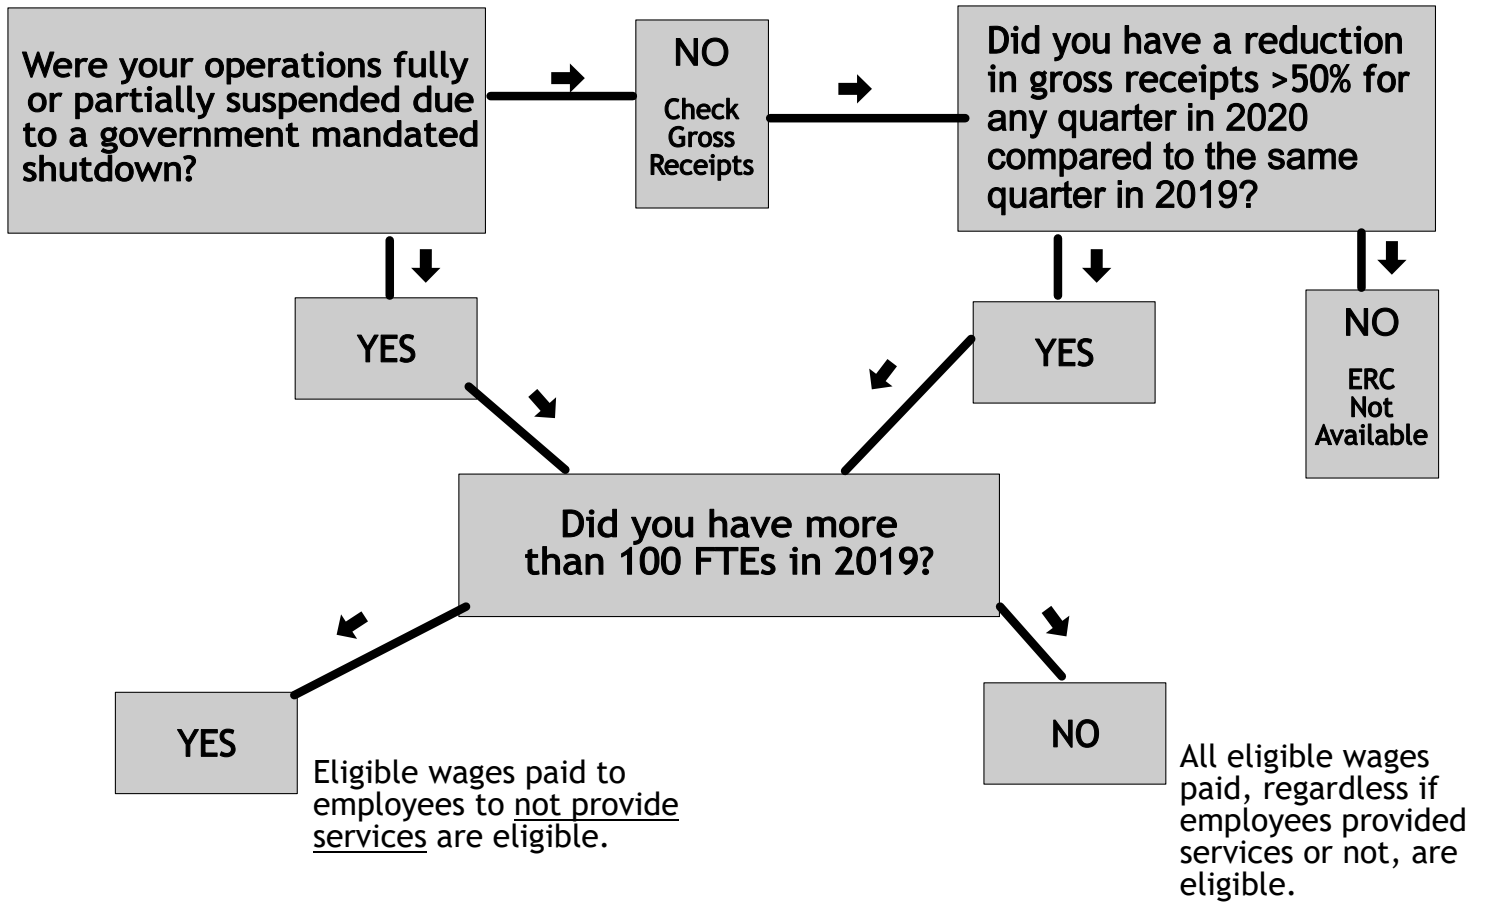 Were your operations fully
or partially suspended due
to a government mandated
shutdown?
NO
Check
Gross
Receipts
Did you have a reduction
in gross receipts >50% for
any quarter in 2020
compared to the same
quarter in 2019?
YES
YES
NO
ERC
Not
Available
Did you have more
than 100 FTEs in 2019?
YES
Eligible wages paid to
employees to not provide
services are eligible.
NO
All eligible wages
paid, regardless if
employees provided
services or not, are
eligible.